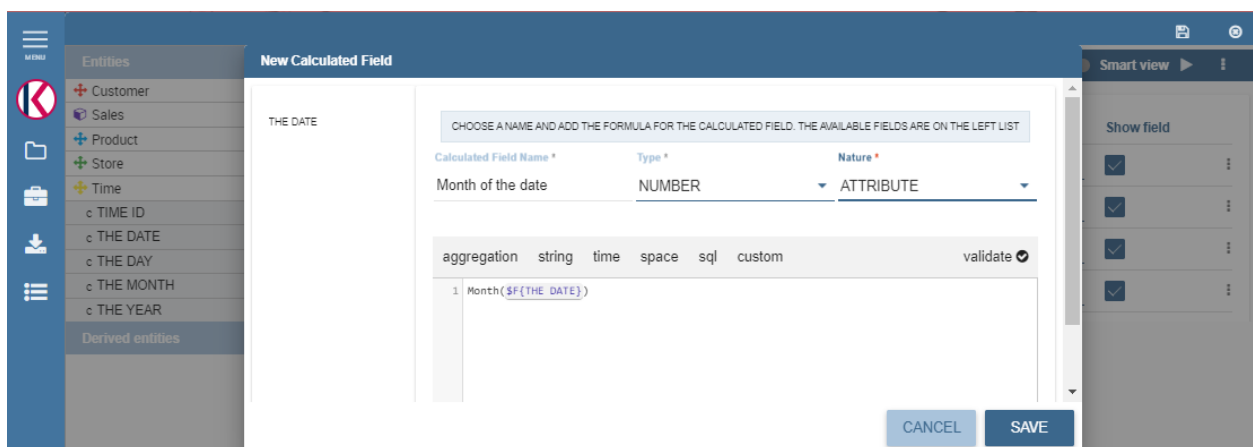 MENU
Entities
Customer
Sales
Product
Store
Time
c TIME ID
c THE DATE
c THE DAY
c THE MONTH
c THE YEAR
Derived entities
New Calculated Field
THE DATE
CHOOSE A NAME AND ADD THE FORMULA FOR THE CALCULATED FIELD. THE AVAILABLE FIELDS ARE ON THE LEFT LIST
Calculated Field Name * Type * Nature *
Month of the date NUMBER ATTRIBUTE
aggregation string time space sql custom validate
1 Month($F{THE DATE})
CANCEL SAVE
Smart view
Show field